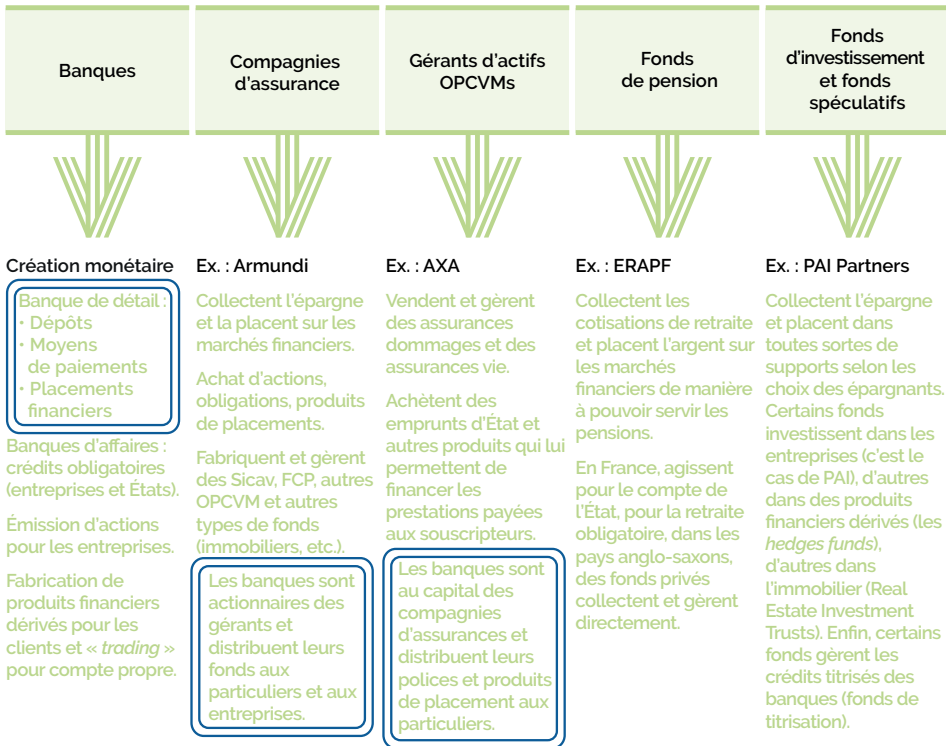 Banques
Compagnies
d'assurance
Gérants d'actifs
OPCVMs
Fonds
de pension
Fonds
d'investissement
et fonds
spéculatifs
Création monétaire
Banque de détail :
• Dépôts
• Moyens
de paiements
• Placements
financiers
Banques d'affaires :
crédits obligatoires
(entreprises et États).
Émission d'actions
pour les entreprises.
Fabrication de
produits financiers
dérivés pour les
clients et « trading »
pour compte propre.
Ex. : Armundi
Collectent l'épargne
et la placent sur les
marchés financiers.
Achat d'actions,
obligations, produits
de placements.
Fabriquent et gèrent
des Sicav, FCP, autres
OPCVM et autres
types de fonds
(immobiliers, etc.).
Les banques sont
actionnaires des
gérants et
distribuent leurs
fonds aux
particuliers et aux
entreprises.
Ex. : AXA
Vendent et gèrent
des assurances
dommages et des
assurances vie.
Achètent des
emprunts d'État et
autres produits qui lui
permettent de
financer les
prestations payées
aux souscripteurs.
Les banques sont
au capital des
compagnies
d'assurances et
distribuent leurs
polices et produits
de placement aux
particuliers.
Ex. : ERAPF
Collectent les
cotisations de retraite
et placent l'argent sur
les marchés
financiers de manière
à pouvoir servir les
pensions.
En France, agissent
pour le compte de
l'État, pour la retraite
obligatoire, dans les
pays anglo-saxons,
des fonds privés
collectent et gèrent
directement.
Ex. : PAI Partners
Collectent l'épargne
et placent dans
toutes sortes de
supports selon les
choix des épargnants.
Certains fonds
investissent dans les
entreprises (c'est le
cas de PAI), d'autres
dans des produits
financiers dérivés (les
hedges funds),
d'autres dans
l'immobilier (Real
Estate Investment
Trusts). Enfin, certains
fonds gèrent les
crédits titrisés des
banques (fonds de
titrisation).